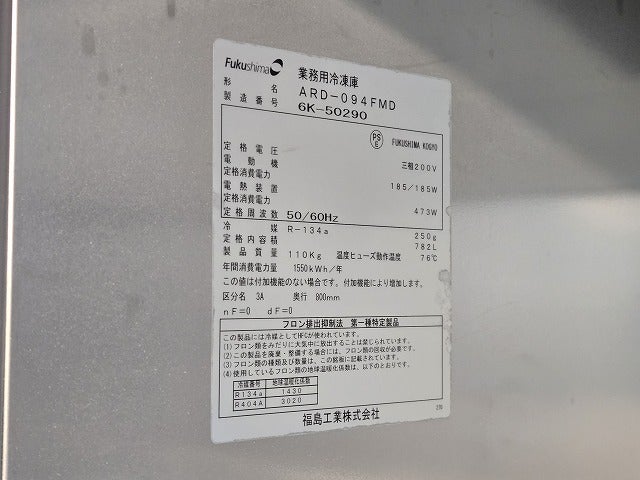 Fukushima 業務用冷凍庫
形名 ARD-094FMD
製造番号 6K-50290
PS E FUKUSHIMA KOGYO
定格電圧 三相200V
電動機
定格消費電力 185/185W
電熱装置
定格消費電力 473W
定格周波数 50/60Hz
冷媒 R-134a 250g
定格内容積 782L
製品質量 110Kg 温度ヒューズ動作温度 76℃
年間消費電力量 1550kWh/年
この値は付加機能のない場合です。付加機能により増加します。
区分名 3A 奥行 800mm
nF=0 dF=0
フロン排出抑制法 第一種特定製品
この製品には冷媒としてHFCが使われています。
(1)フロン類をみだりに大気中に放出することは禁じられています。
(2)この製品を廃棄・整備する場合には、フロン類の回収が必要です。
(3)フロン類の種類及び数量は、この銘板に記載されています。
(4)使用しているフロン類の地球温暖化係数は、以下のとおりです。
冷媒番号 地球温暖化係数
R134a 1430
R404A 3020
福島工業株式会社